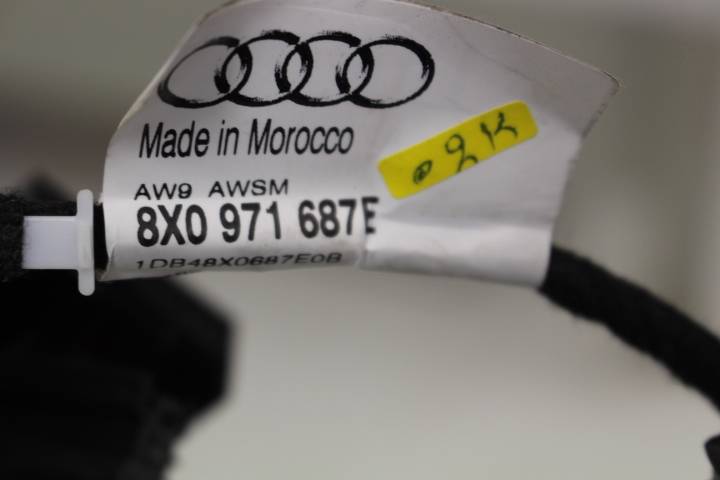 Made in Morocco
AW9 AWSM
8X0 971 687E
1DB48X0687E0B